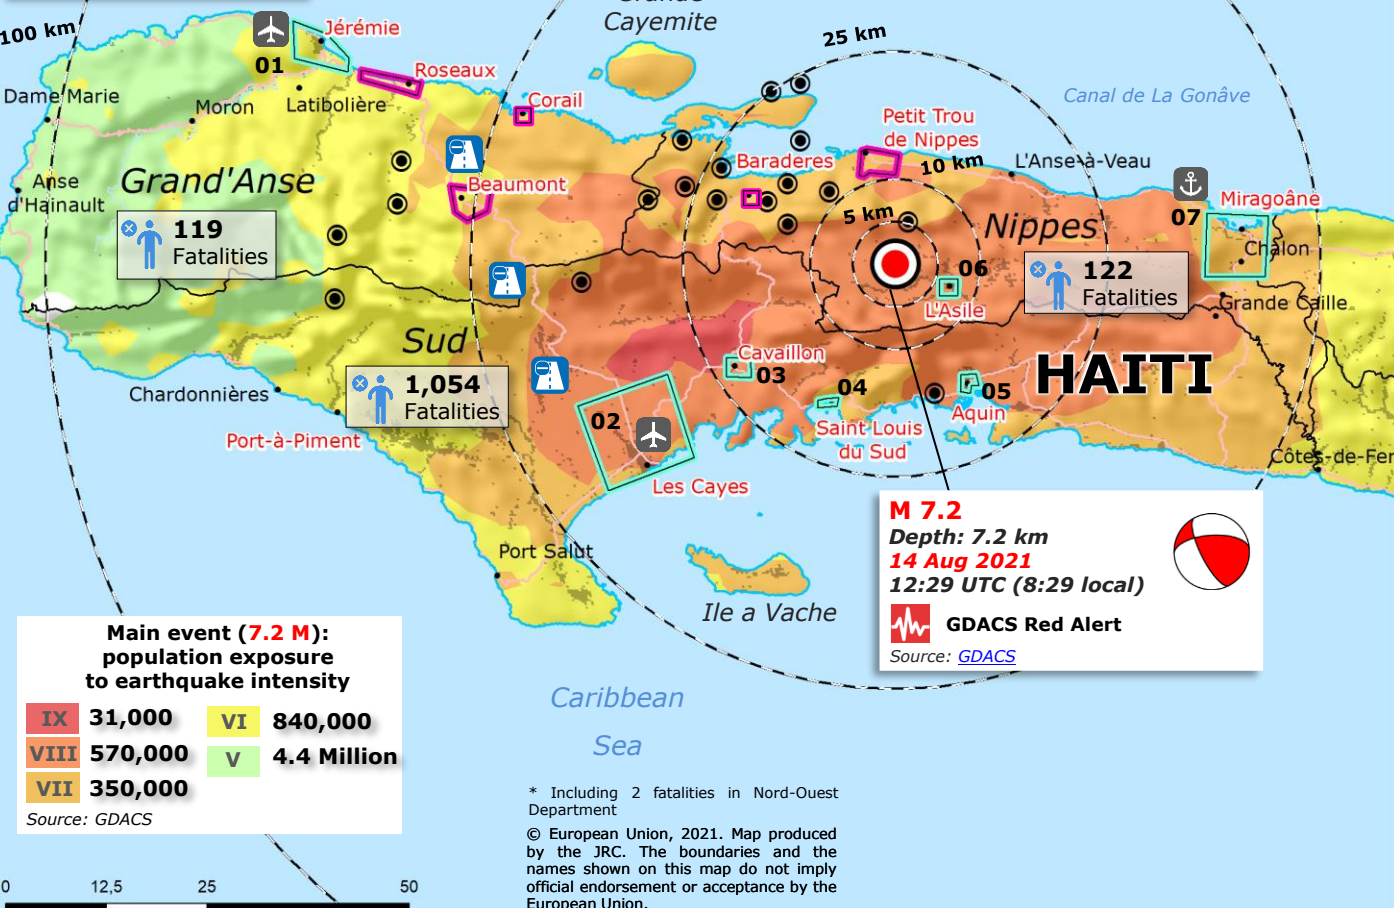 Grande
Cayemite
100 km
Jérémie
25 km
01
Roseaux
Dame Marie
Moron
Latibolière
Corail
Canal de La Gonâve
Petit Trou
de Nippes
Baraderes
10 km
L'Anse-à-Veau
Anse
d'Hainault
Grand'Anse
Beaumont
Miragoâne
07
5 km
Nippes
119
Fatalities
Chalon
06
122
Fatalities
L'Asile
Grande Caille
Sud
Cavaillon
03
HAITI
1,054
Fatalities
Chardonnières
04
05
Aquin
02
Port-à-Piment
Saint Louis
du Sud
Côtes-de-Fer
Les Cayes
M 7.2
Depth: 7.2 km
14 Aug 2021
12:29 UTC (8:29 local)
GDACS Red Alert
Source: GDACS
Port Salut
Ile a Vache
Main event (7.2 M):
population exposure
to earthquake intensity
IX 31,000 VI 840,000
VIII 570,000 V 4.4 Million
VII 350,000
Source: GDACS
Caribbean
Sea
* Including 2 fatalities in Nord-Ouest
Department
© European Union, 2021. Map produced
by the JRC. The boundaries and the
names shown on this map do not imply
official endorsement or acceptance by the
European Union.
0 12,5 25 50